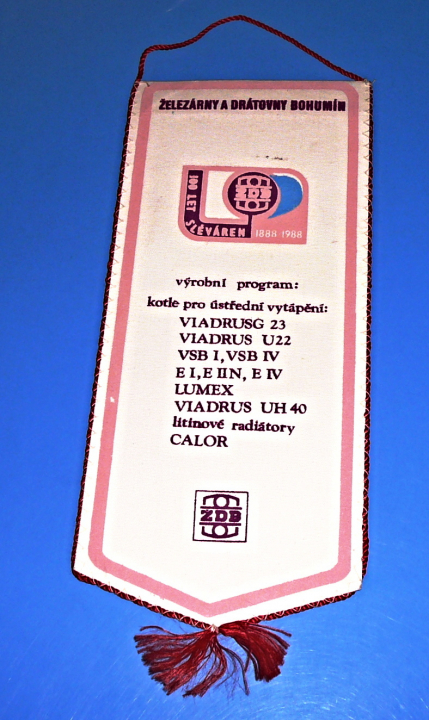 ŽELEZÁRNY A DRÁTOVNY BOHUMÍN
100 LET
SLÉVÁREN
ŽDB
1888 1988
výrobní program:
kotle pro ústřední vytápění:
VIADRUSG 23
VIADRUS U22
VSB I, VSB IV
E I, E II N, E IV
LUMEX
VIADRUS UH 40
litinové radiátory
CALOR
ŽDB